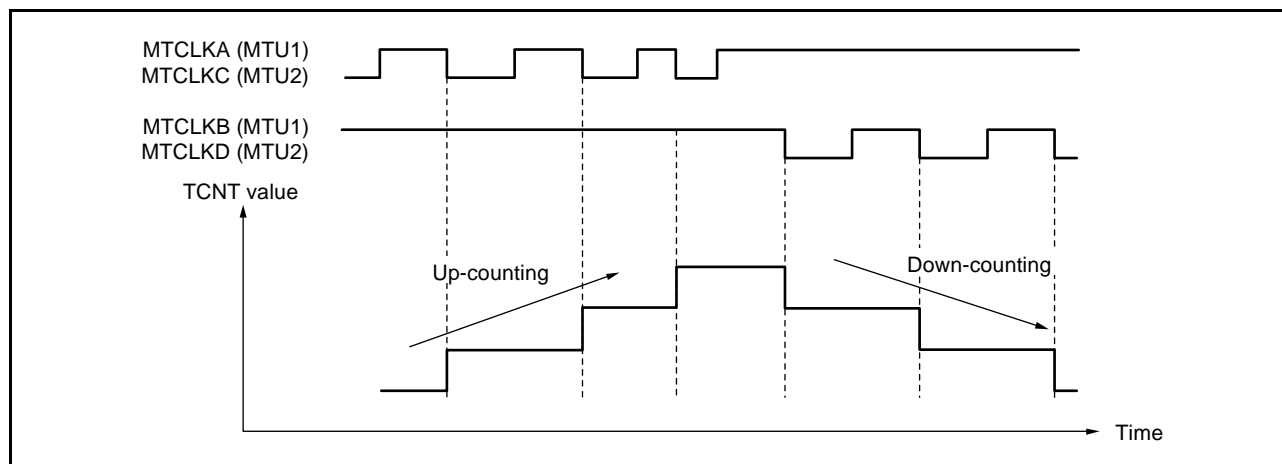 MTCLKA (MTU1)
MTCLKC (MTU2)
MTCLKB (MTU1)
MTCLKD (MTU2)
TCNT value
Up-counting
Down-counting
Time